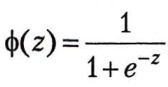 ϕ(z) = 1 / (1 + e^{-z})